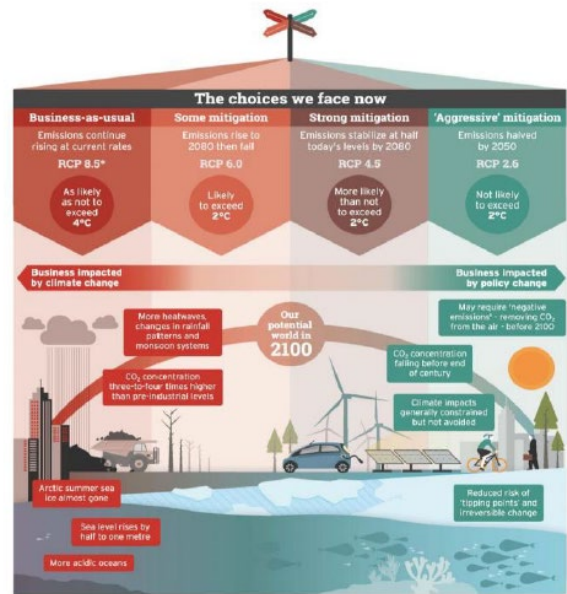 The choices we face now
Business-as-usual
Emissions continue
rising at current rates
RCP 8.5*
As likely
as not to
exceed
4°C
Some mitigation
Emissions rise to
2080 then fall
RCP 6.0
Likely
to exceed
2°C
Strong mitigation
Emissions stabilize at half
today's levels by 2080
RCP 4.5
More likely
than not
to exceed
2°C
'Aggressive' mitigation
Emissions halved
by 2050
RCP 2.6
Not likely
to exceed
2°C
Business impacted
by climate change
Business impacted
by policy change
More heatwaves,
changes in rainfall
patterns and
monsoon systems
CO₂ concentration
three-to-four times higher
than pre-industrial levels
Our
potential
world in
2100
May require 'negative
emissions' - removing CO₂
from the air - before 2100
CO₂ concentration
falling before end
of century
Climate impacts
generally constrained
but not avoided
Arctic summer sea
ice almost gone
Sea level rises by
half to one metre
More acidic oceans
Reduced risk of
'tipping points' and
irreversible change